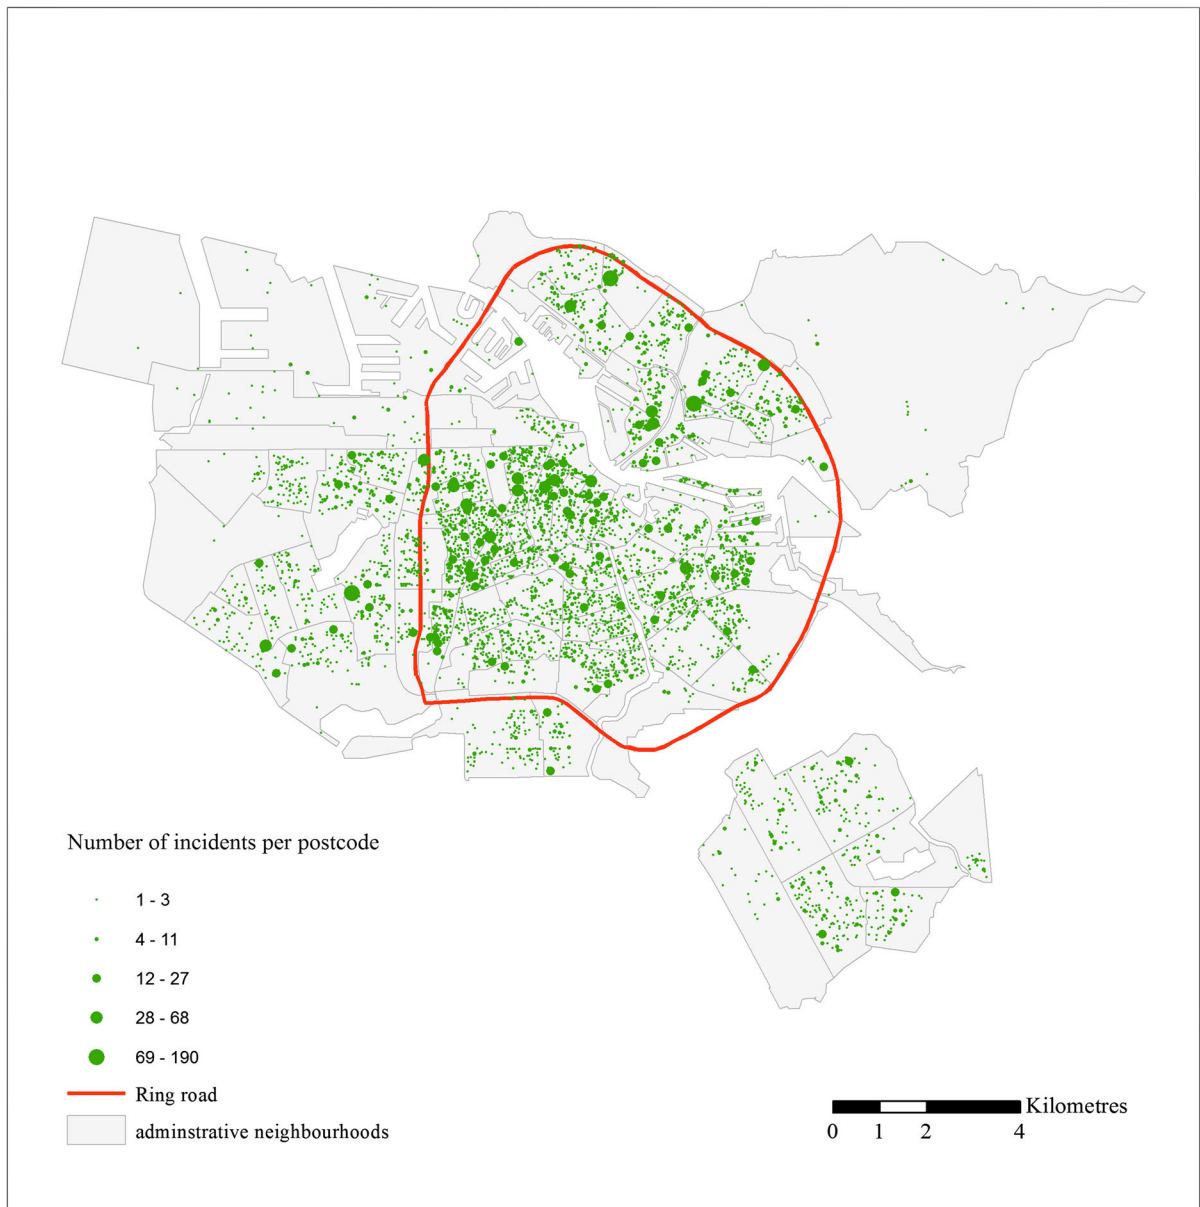 Number of incidents per postcode
1 - 3
4 - 11
12 - 27
28 - 68
69 - 190
Ring road
adminstrative neighbourhoods
Kilometres
0 1 2 4